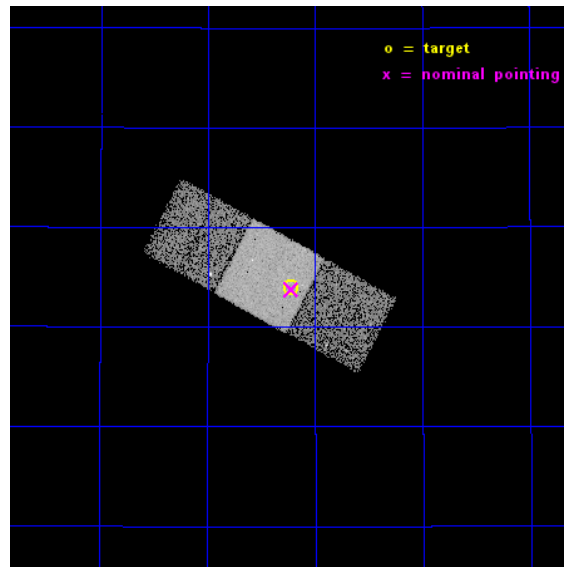 o = target
x = nominal pointing